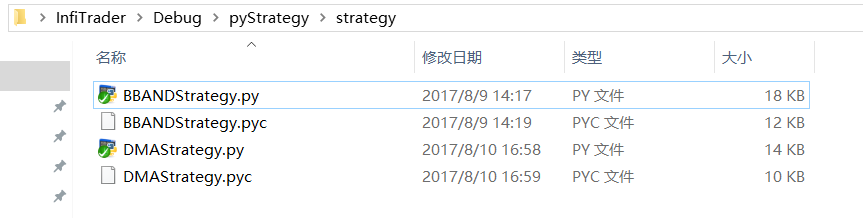 InfiTrader > Debug > pyStrategy > strategy
名称 修改日期 类型 大小
BBANDStrategy.py 2017/8/9 14:17 PY 文件 18 KB
BBANDStrategy.pyc 2017/8/9 14:19 PYC 文件 12 KB
DMAStrategy.py 2017/8/10 16:58 PY 文件 14 KB
DMAStrategy.pyc 2017/8/10 16:59 PYC 文件 10 KB